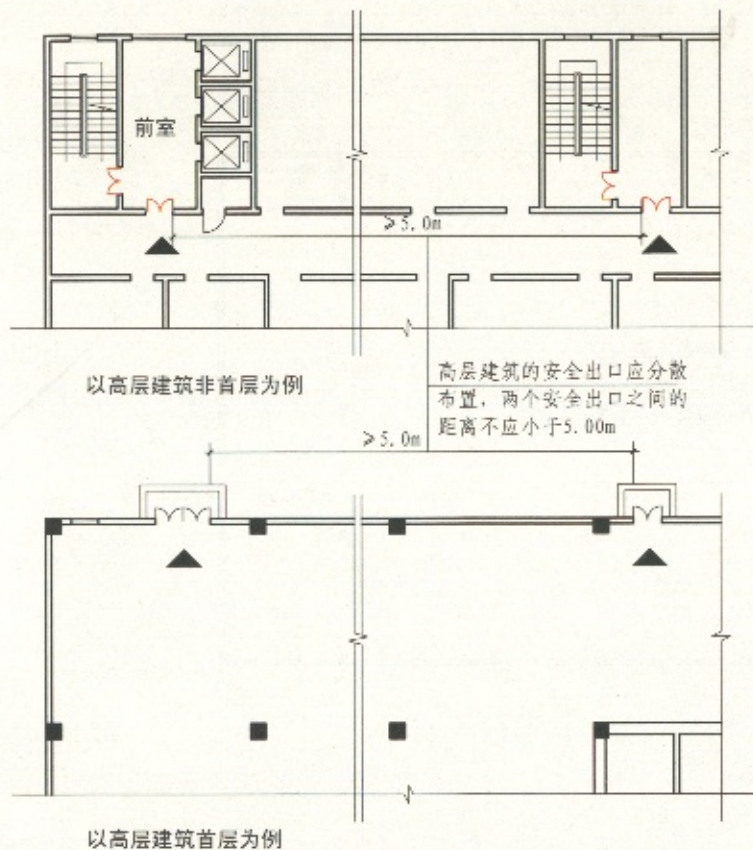 前室
≥5.0m
以高层建筑非首层为例
高层建筑的安全出口应分散
布置，两个安全出口之间的
距离不应小于5.00m
≥5.0m
以高层建筑首层为例